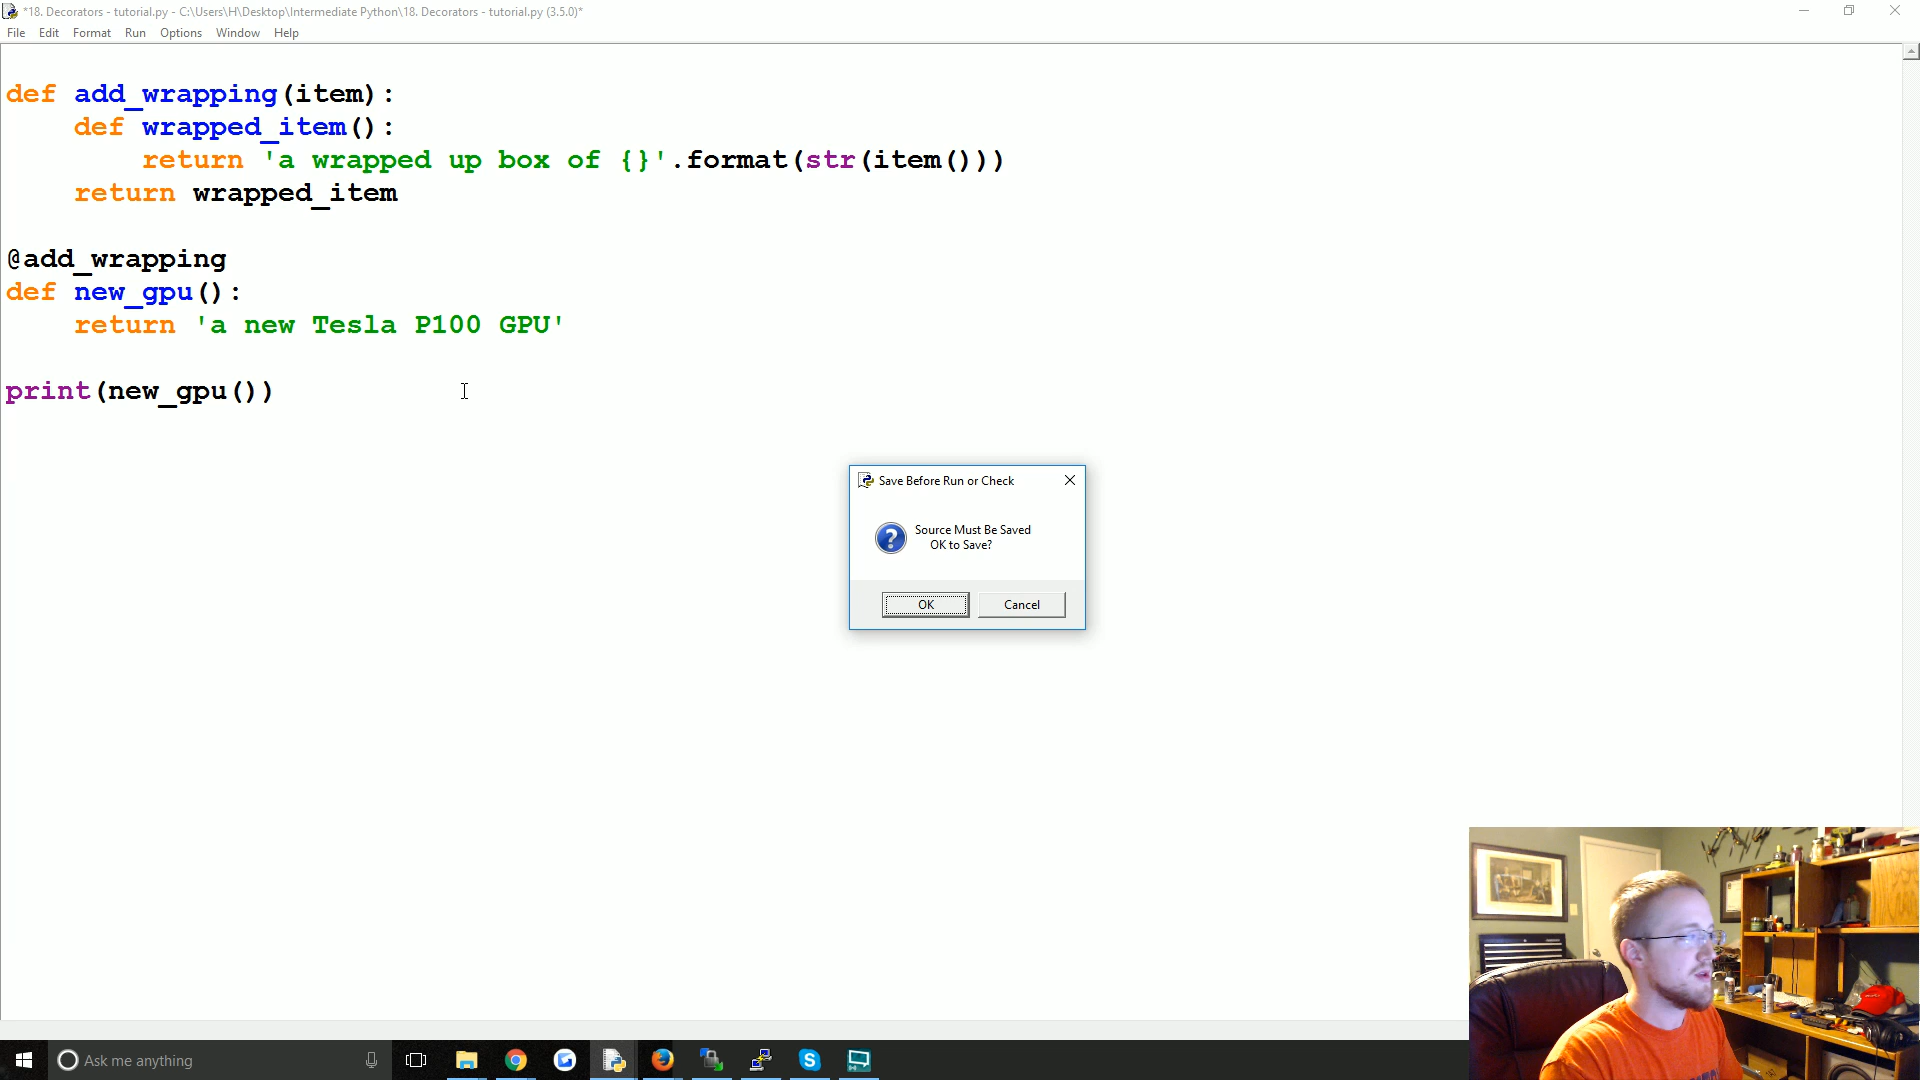 *18. Decorators - tutorial.py - C:\Users\H\Desktop\Intermediate Python\18. Decorators - tutorial.py (3.5.0)*
File Edit Format Run Options Window Help
def add_wrapping(item):
    def wrapped_item():
        return 'a wrapped up box of {}'.format(str(item()))
    return wrapped_item
@add_wrapping
def new_gpu():
    return 'a new Tesla P100 GPU'
print(new_gpu())
Save Before Run or Check
Source Must Be Saved
OK to Save?
OK Cancel
Ask me anything